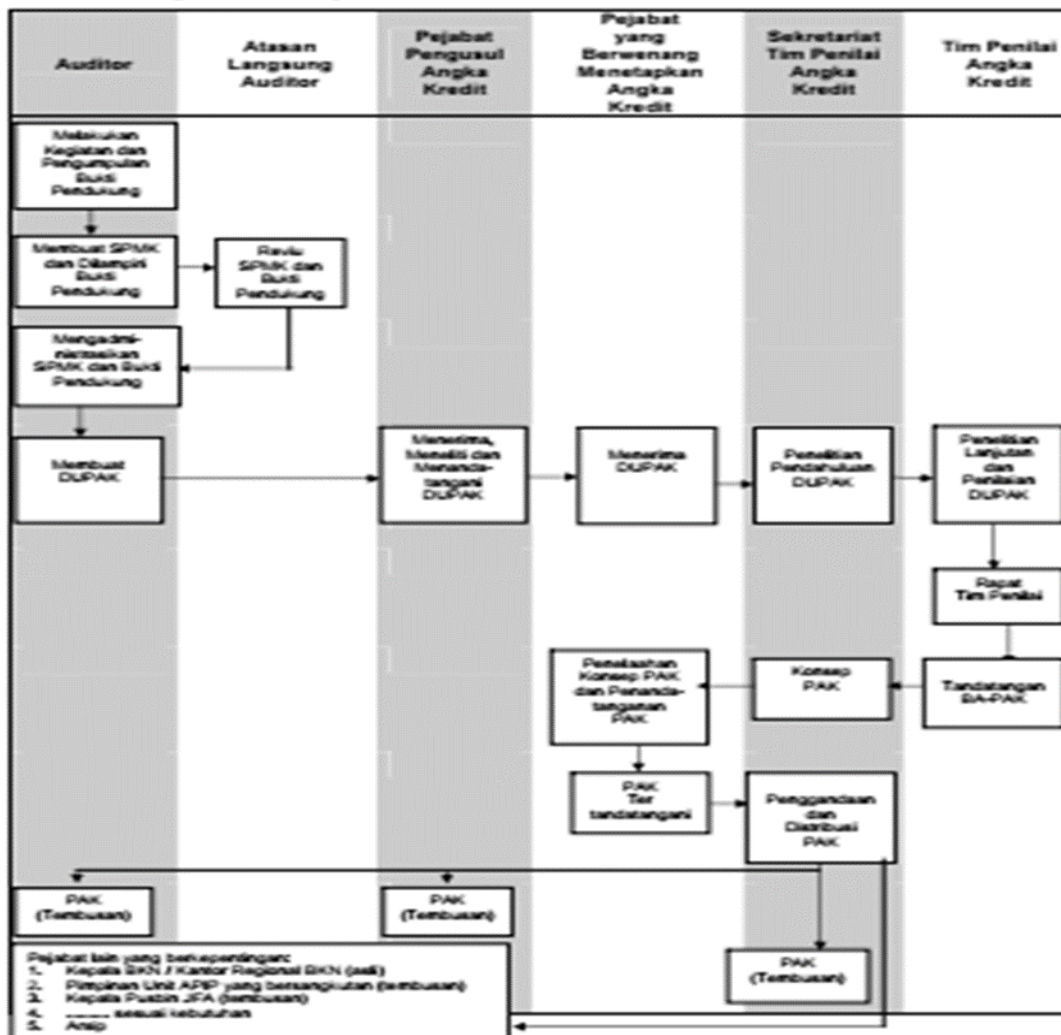 Auditor
Atasan
Langsung
Auditor
Pejabat
Pengusul
Angka
Kredit
Pejabat
yang
Berwenang
Menetapkan
Angka
Kredit
Sekretariat
Tim Penilai
Angka
Kredit
Tim Penilai
Angka
Kredit
Melakukan
Kegiatan dan
Pengumpulan
Bukti
Pendukung
Membuat SPMK
dan Dilampiri
Bukti
Pendukung
Reviu
SPMK dan
Bukti
Pendukung
Mengadmi-
nistrasikan
SPMK dan Bukti
Pendukung
Membuat
DUPAK
Menerima,
Meneliti dan
Menanda-
tangani
DUPAK
Menerima
DUPAK
Penelitian
Pendahuluan
DUPAK
Penelitian
Lanjutan
dan
Penilaian
DUPAK
Rapat
Tim Penilai
Tandatangan
BA-PAK
Konsep
PAK
Penelaahan
Konsep PAK
dan Penanda-
tanganan
PAK
PAK
Ter
tandatangani
Penggandaan
dan
Distribusi
PAK
PAK
(Tembusan)
PAK
(Tembusan)
PAK
(Tembusan)
Pejabat lain yang berkepentingan:
1. Kepala BKN / Kantor Regional BKN (asli)
2. Pimpinan Unit APIP yang bersangkutan (tembusan)
3. Kepala Pusbin JFA (tembusan)
4. ...... sesuai kebutuhan
5. Arsip